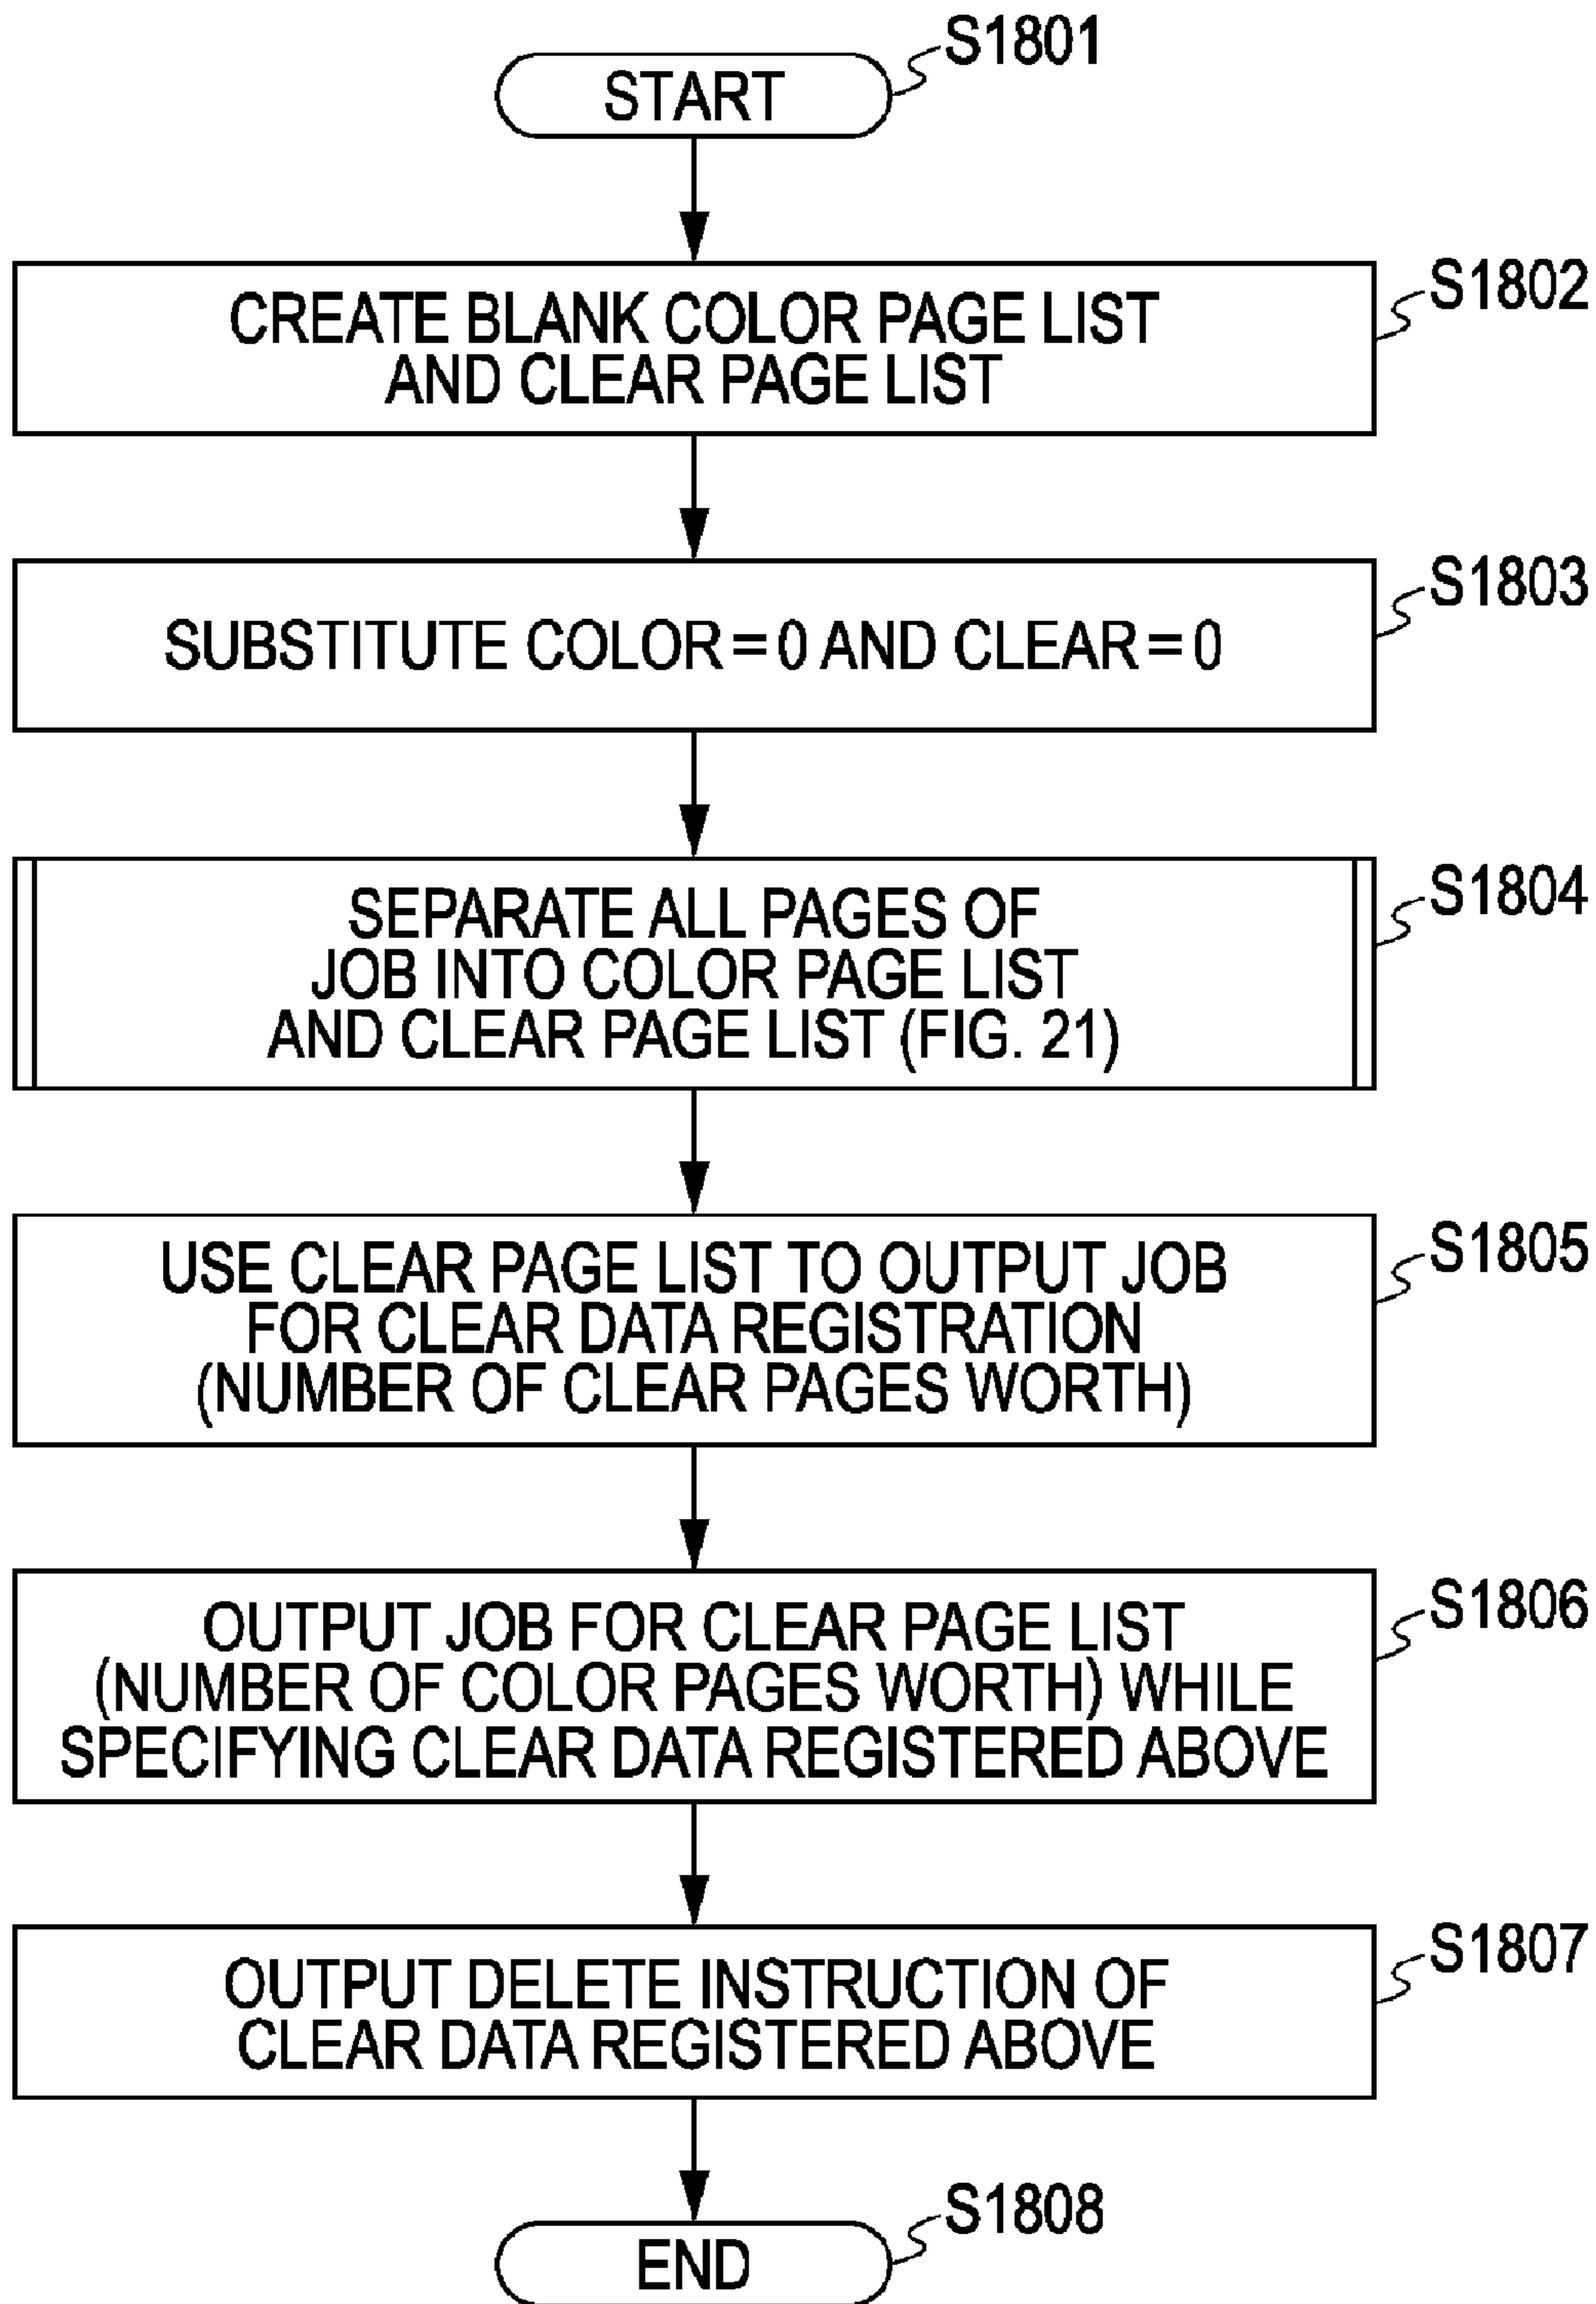 S1801
START
S1802
CREATE BLANK COLOR PAGE LIST
AND CLEAR PAGE LIST
S1803
SUBSTITUTE COLOR=0 AND CLEAR=0
S1804
SEPARATE ALL PAGES OF
JOB INTO COLOR PAGE LIST
AND CLEAR PAGE LIST (FIG. 21)
S1805
USE CLEAR PAGE LIST TO OUTPUT JOB
FOR CLEAR DATA REGISTRATION
(NUMBER OF CLEAR PAGES WORTH)
S1806
OUTPUT JOB FOR CLEAR PAGE LIST
(NUMBER OF COLOR PAGES WORTH) WHILE
SPECIFYING CLEAR DATA REGISTERED ABOVE
S1807
OUTPUT DELETE INSTRUCTION OF
CLEAR DATA REGISTERED ABOVE
S1808
END